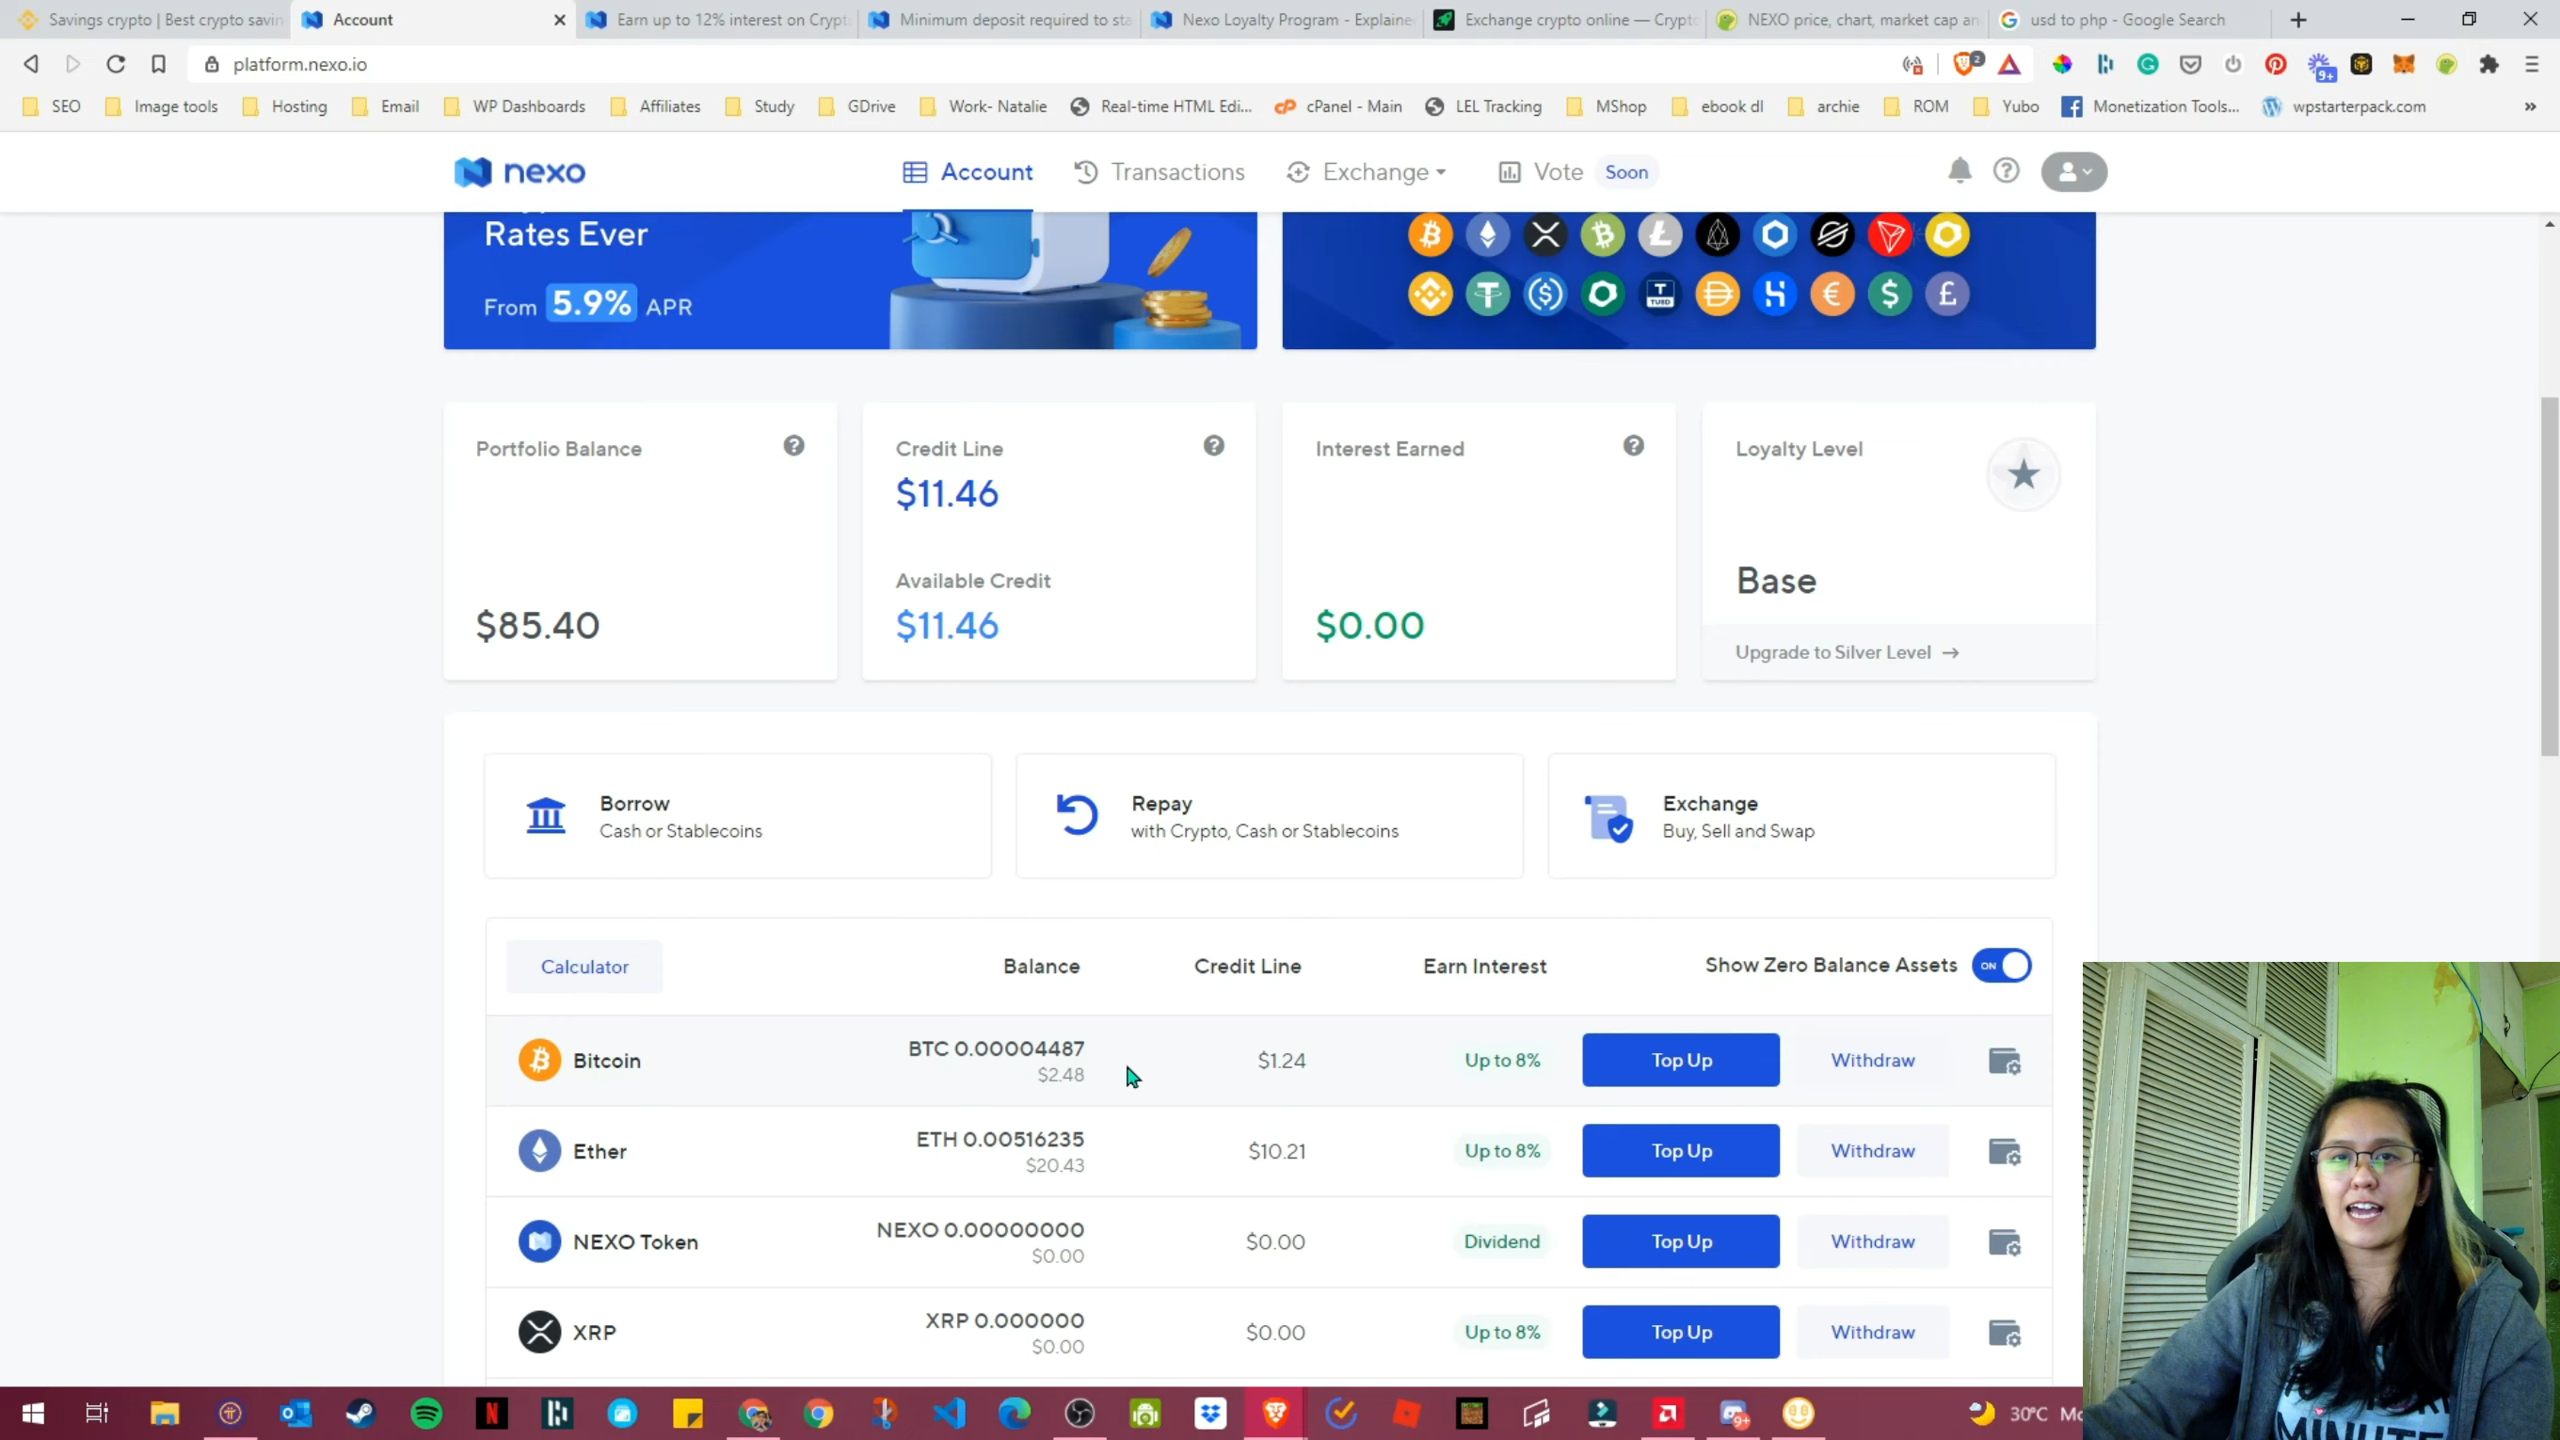 Savings crypto | Best crypto savin
Account
Earn up to 12% interest on Crypt
Minimum deposit required to sta
Nexo Loyalty Program - Explaine
Exchange crypto online — Crypto
NEXO price, chart, market cap an
usd to php - Google Search
platform.nexo.io
2
9+
SEO
Image tools
Hosting
Email
WP Dashboards
Affiliates
Study
GDrive
Work- Natalie
Real-time HTML Edi...
cPanel - Main
LEL Tracking
MShop
ebook dl
archie
ROM
Yubo
Monetization Tools...
wpstarterpack.com
nexo
Account
Transactions
Exchange
Vote
Soon
Rates Ever
From 5.9% APR
Portfolio Balance
$85.40
Credit Line
$11.46
Available Credit
$11.46
Interest Earned
$0.00
Loyalty Level
Base
Upgrade to Silver Level →
Borrow
Cash or Stablecoins
Repay
with Crypto, Cash or Stablecoins
Exchange
Buy, Sell and Swap
Calculator
Balance
Credit Line
Earn Interest
Show Zero Balance Assets
ON
Bitcoin
BTC 0.00004487
$2.48
$1.24
Up to 8%
Top Up
Withdraw
Ether
ETH 0.00516235
$20.43
$10.21
Up to 8%
Top Up
Withdraw
NEXO Token
NEXO 0.00000000
$0.00
$0.00
Dividend
Top Up
Withdraw
XRP
XRP 0.000000
$0.00
$0.00
Up to 8%
Top Up
Withdraw
9+
30°C
MINUTE